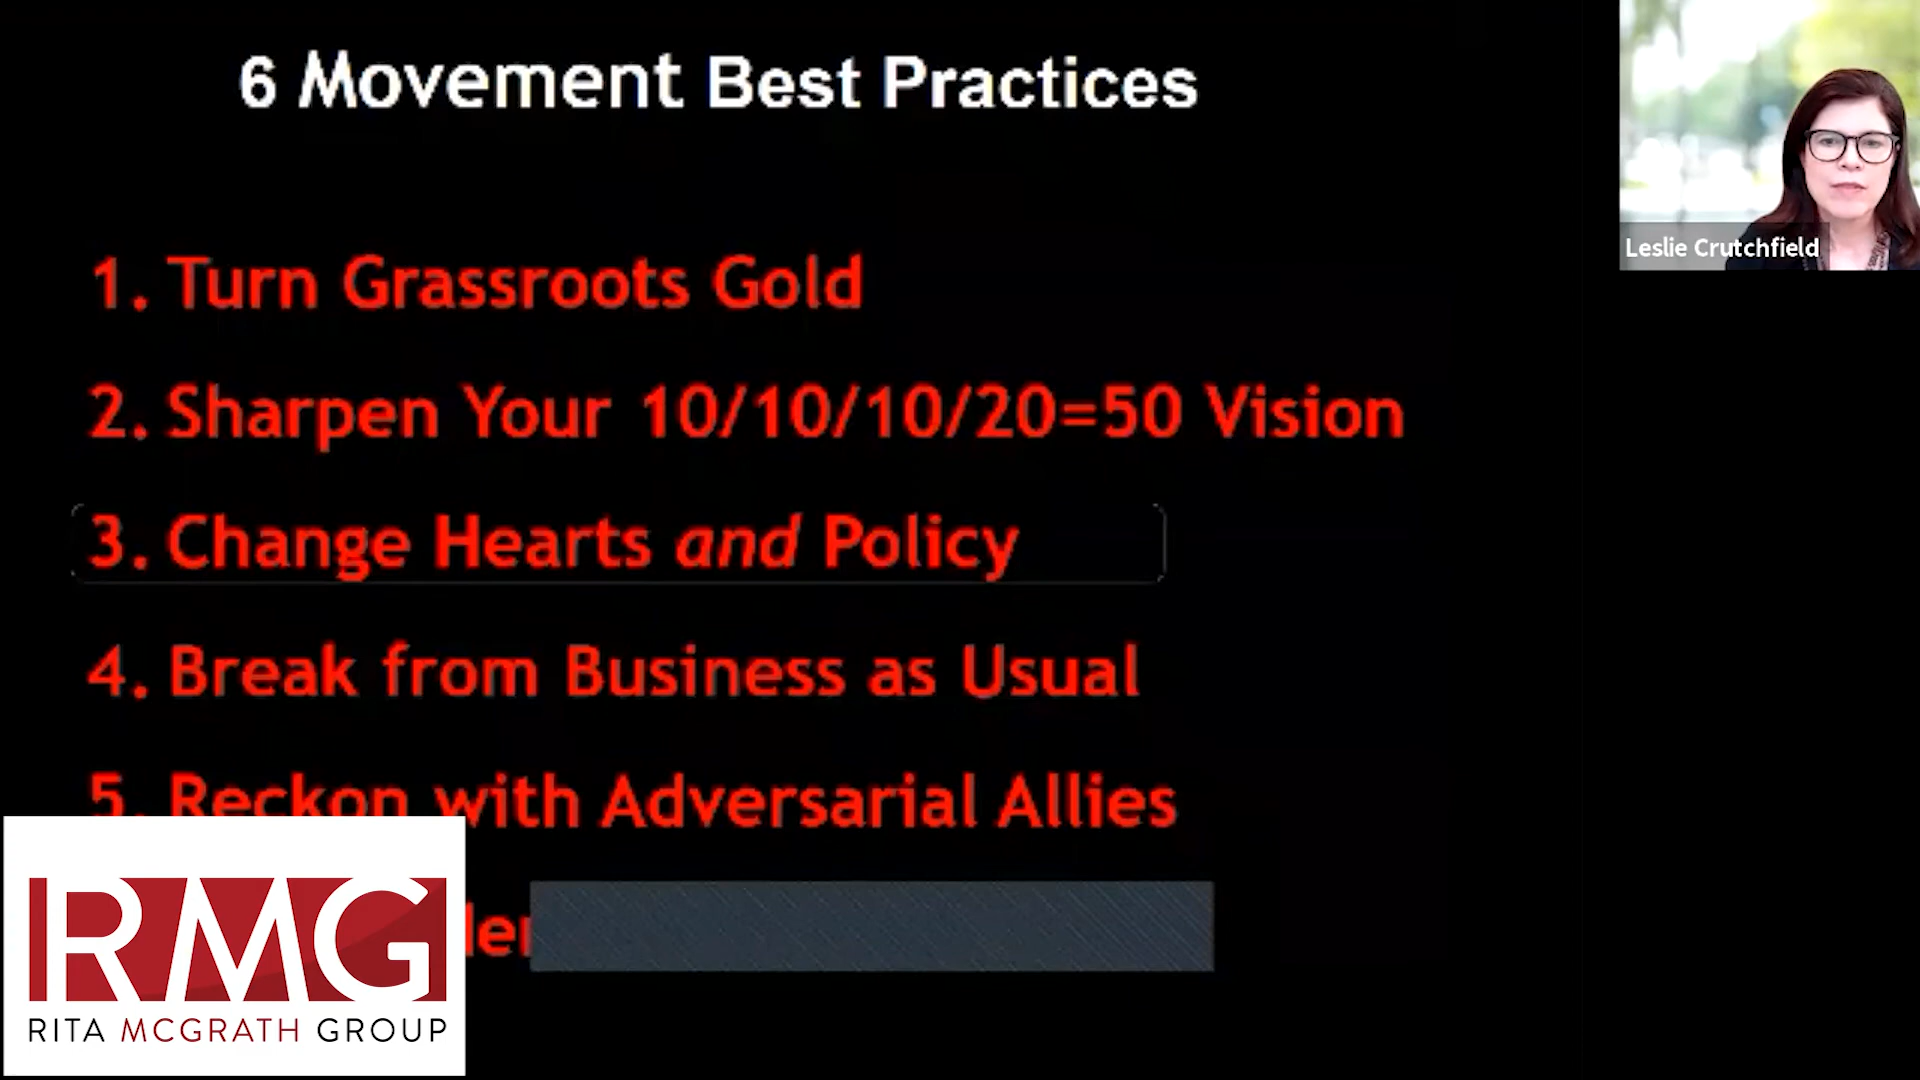 6 Movement Best Practices
Leslie Crutchfield
1. Turn Grassroots Gold
2. Sharpen Your 10/10/10/20=50 Vision
3. Change Hearts and Policy
4. Break from Business as Usual
5. Reckon with Adversarial Allies
RMG
RITA MCGRATH GROUP